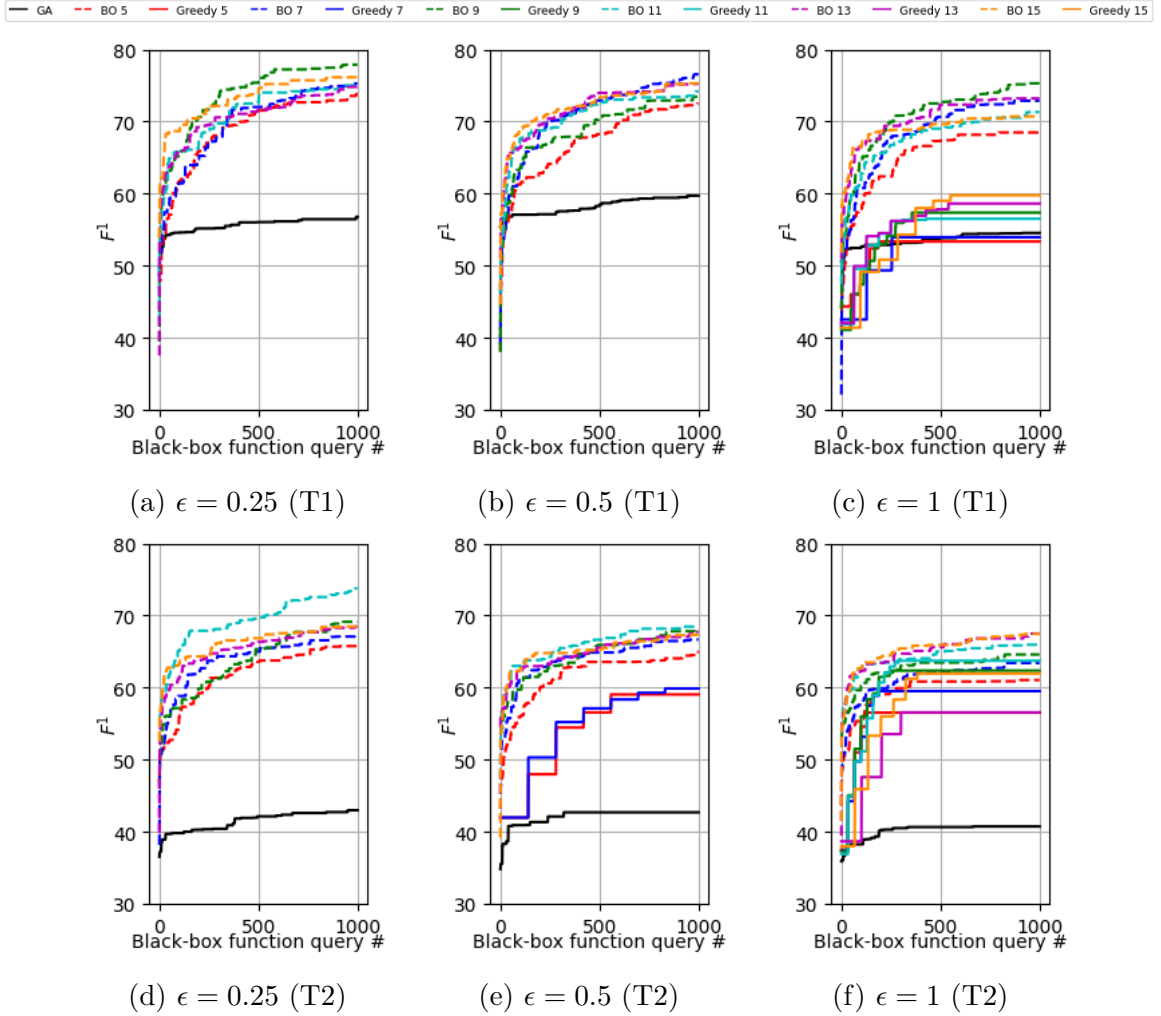 GA BO 5 Greedy 5 BO 7 Greedy 7 BO 9 Greedy 9 BO 11 Greedy 11 BO 13 Greedy 13 BO 15 Greedy 15
80 80 80
70 70 70
60 60 60
F¹ F¹ F¹
50 50 50
40 40 40
30 30 30
0 500 1000 0 500 1000 0 500 1000
Black-box function query # Black-box function query # Black-box function query #
(a) ϵ = 0.25 (T1) (b) ϵ = 0.5 (T1) (c) ϵ = 1 (T1)
80 80 80
70 70 70
60 60 60
F¹ F¹ F¹
50 50 50
40 40 40
30 30 30
0 500 1000 0 500 1000 0 500 1000
Black-box function query # Black-box function query # Black-box function query #
(d) ϵ = 0.25 (T2) (e) ϵ = 0.5 (T2) (f) ϵ = 1 (T2)